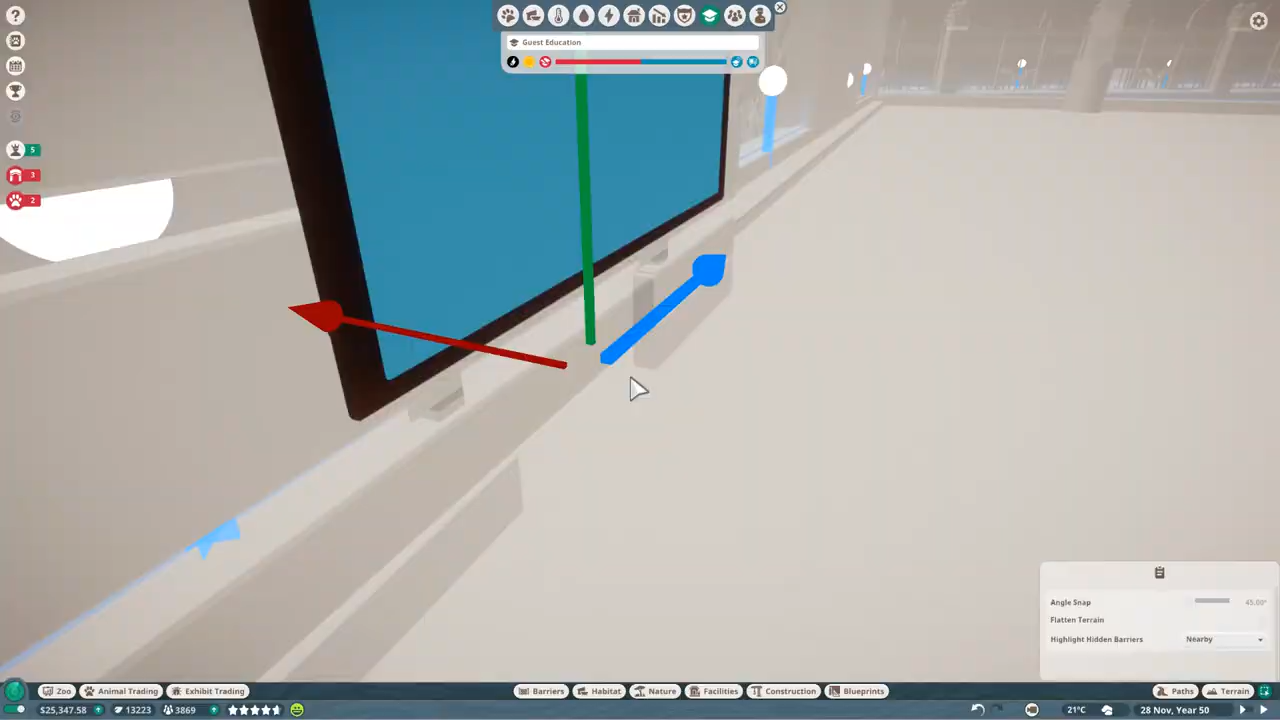 Guest Education
5
3
2
Angle Snap 45.00°
Flatten Terrain
Highlight Hidden Barriers Nearby
Zoo Animal Trading Exhibit Trading Barriers Habitat Nature Facilities Construction Blueprints Paths Terrain
$25,347.58 13223 3869 21°C 28 Nov, Year 50